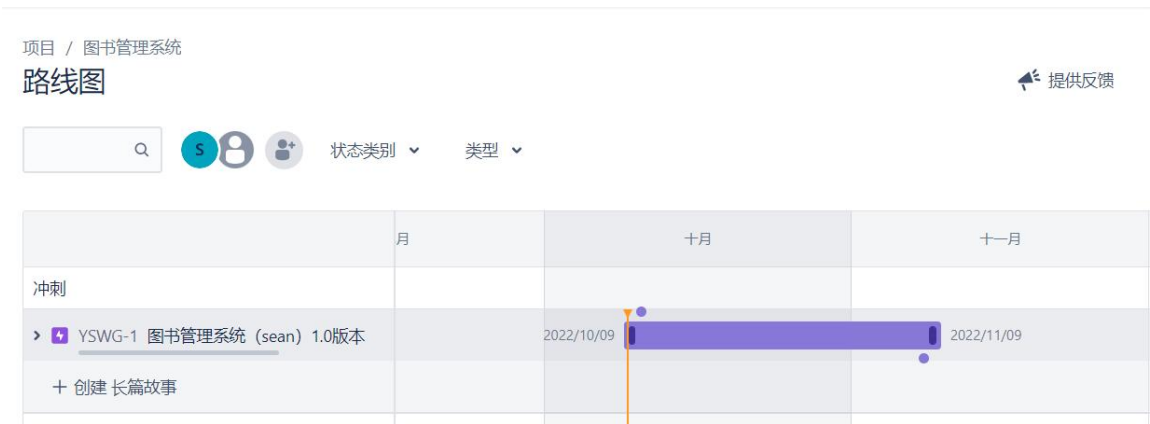 项目 / 图书管理系统
路线图
提供反馈
S
状态类别
类型
月
十月
十一月
冲刺
YSWG-1 图书管理系统（sean）1.0版本
2022/10/09
2022/11/09
+ 创建 长篇故事